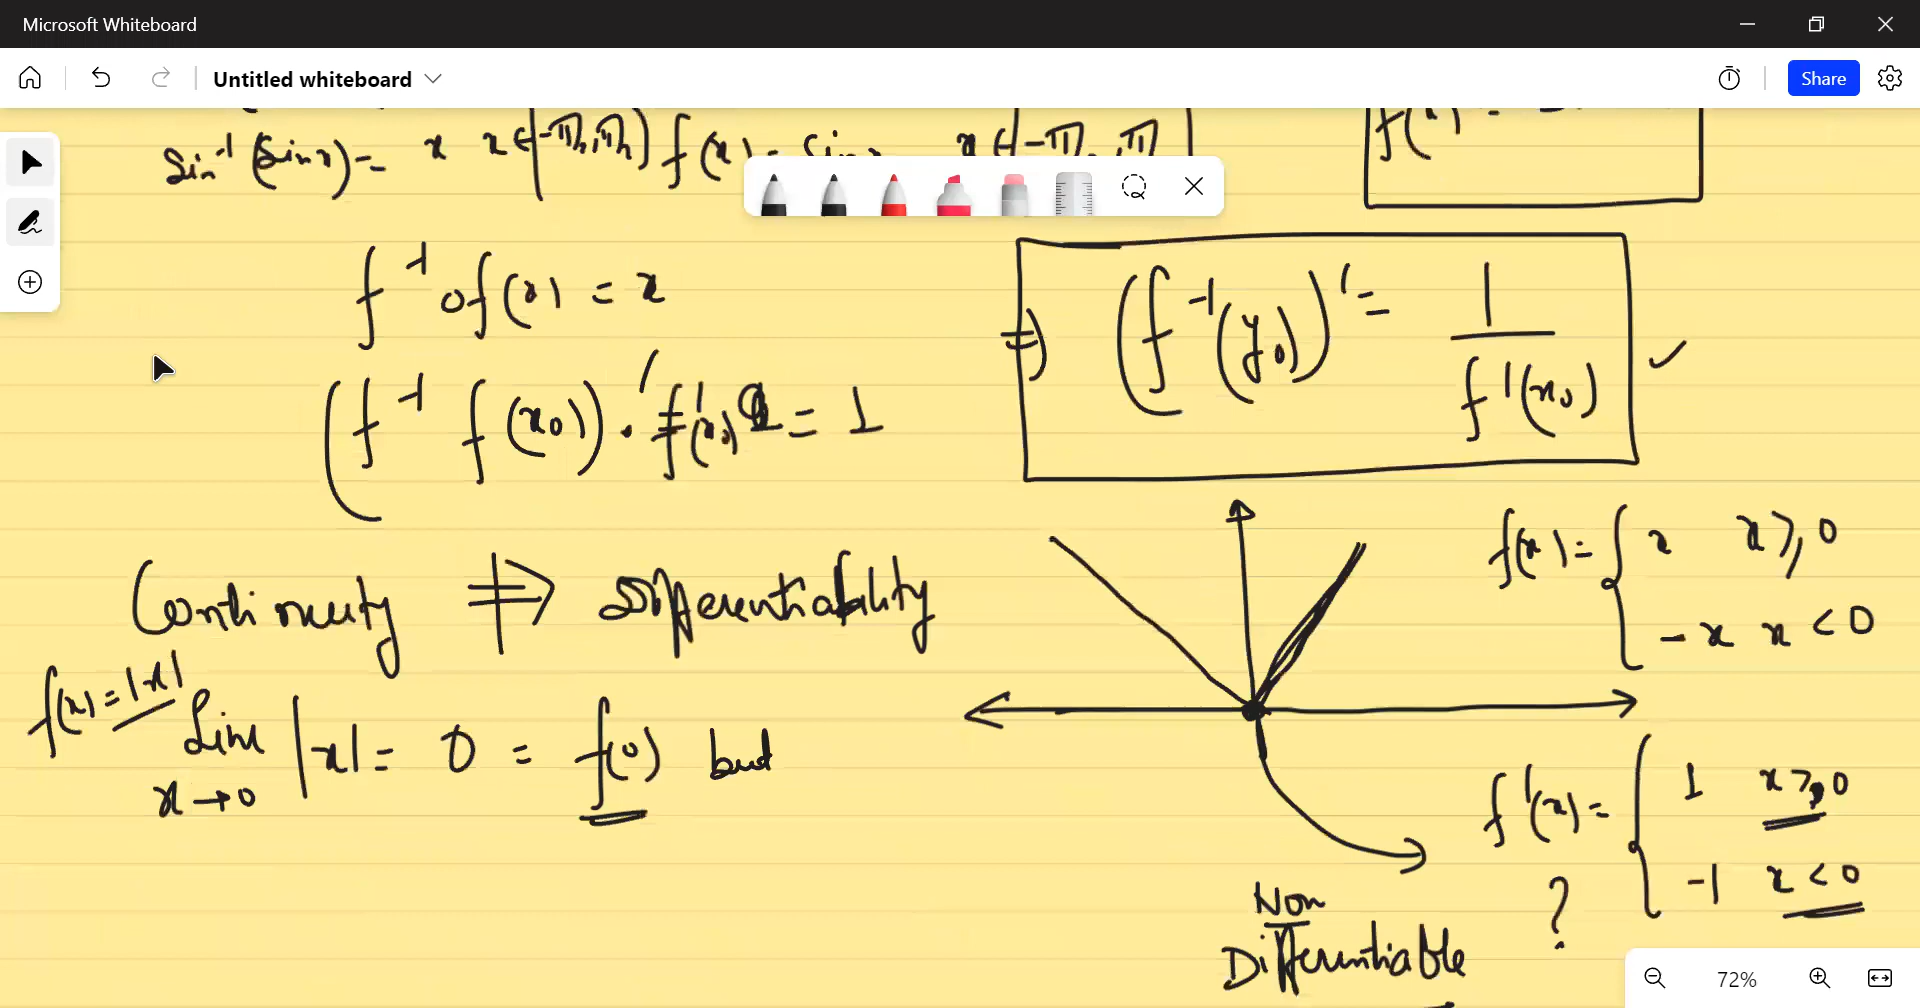 Microsoft Whiteboard
Untitled whiteboard
Share
Sin⁻¹(Sin x) = x x∈[-π/2, π/2] f(x) = Sin x x∈[-π/2, π/2]
f⁻¹of(x) = x
(f⁻¹ f(x₀))′ · f′(x₀) = 1
⇒ (f⁻¹(y₀))′ = 1/f′(x₀) ✓
Continuity ⇏ Differentiability
f(x) = |x|
Lim |x| = 0 = f(0) but
x→0
f(x) = { x x ≥ 0
-x x < 0
f′(x) = { 1 x ≥ 0
-1 x < 0
?
Non
Differentiable
72%